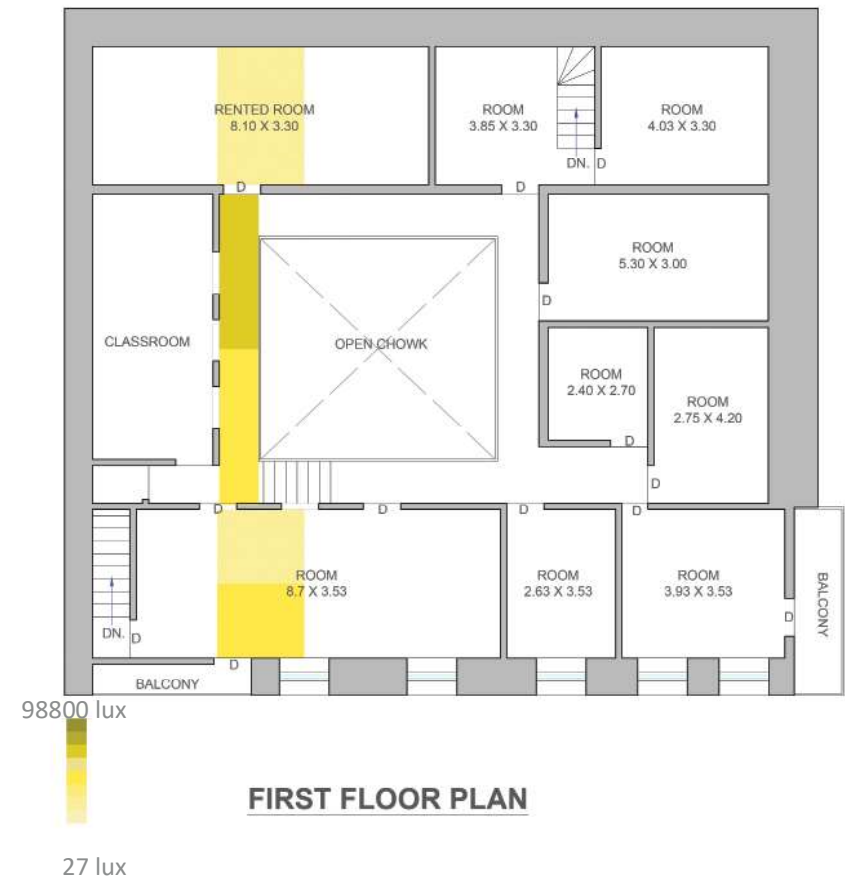 RENTED ROOM
8.10 X 3.30
ROOM
3.85 X 3.30
ROOM
4.03 X 3.30
DN.
D
D
D
ROOM
5.30 X 3.00
D
CLASSROOM
OPEN CHOWK
ROOM
2.40 X 2.70
ROOM
2.75 X 4.20
D
D
D
D
D
D
ROOM
8.7 X 3.53
ROOM
2.63 X 3.53
ROOM
3.93 X 3.53
BALCONY
D
DN.
D
D
BALCONY
98800 lux
FIRST FLOOR PLAN
27 lux